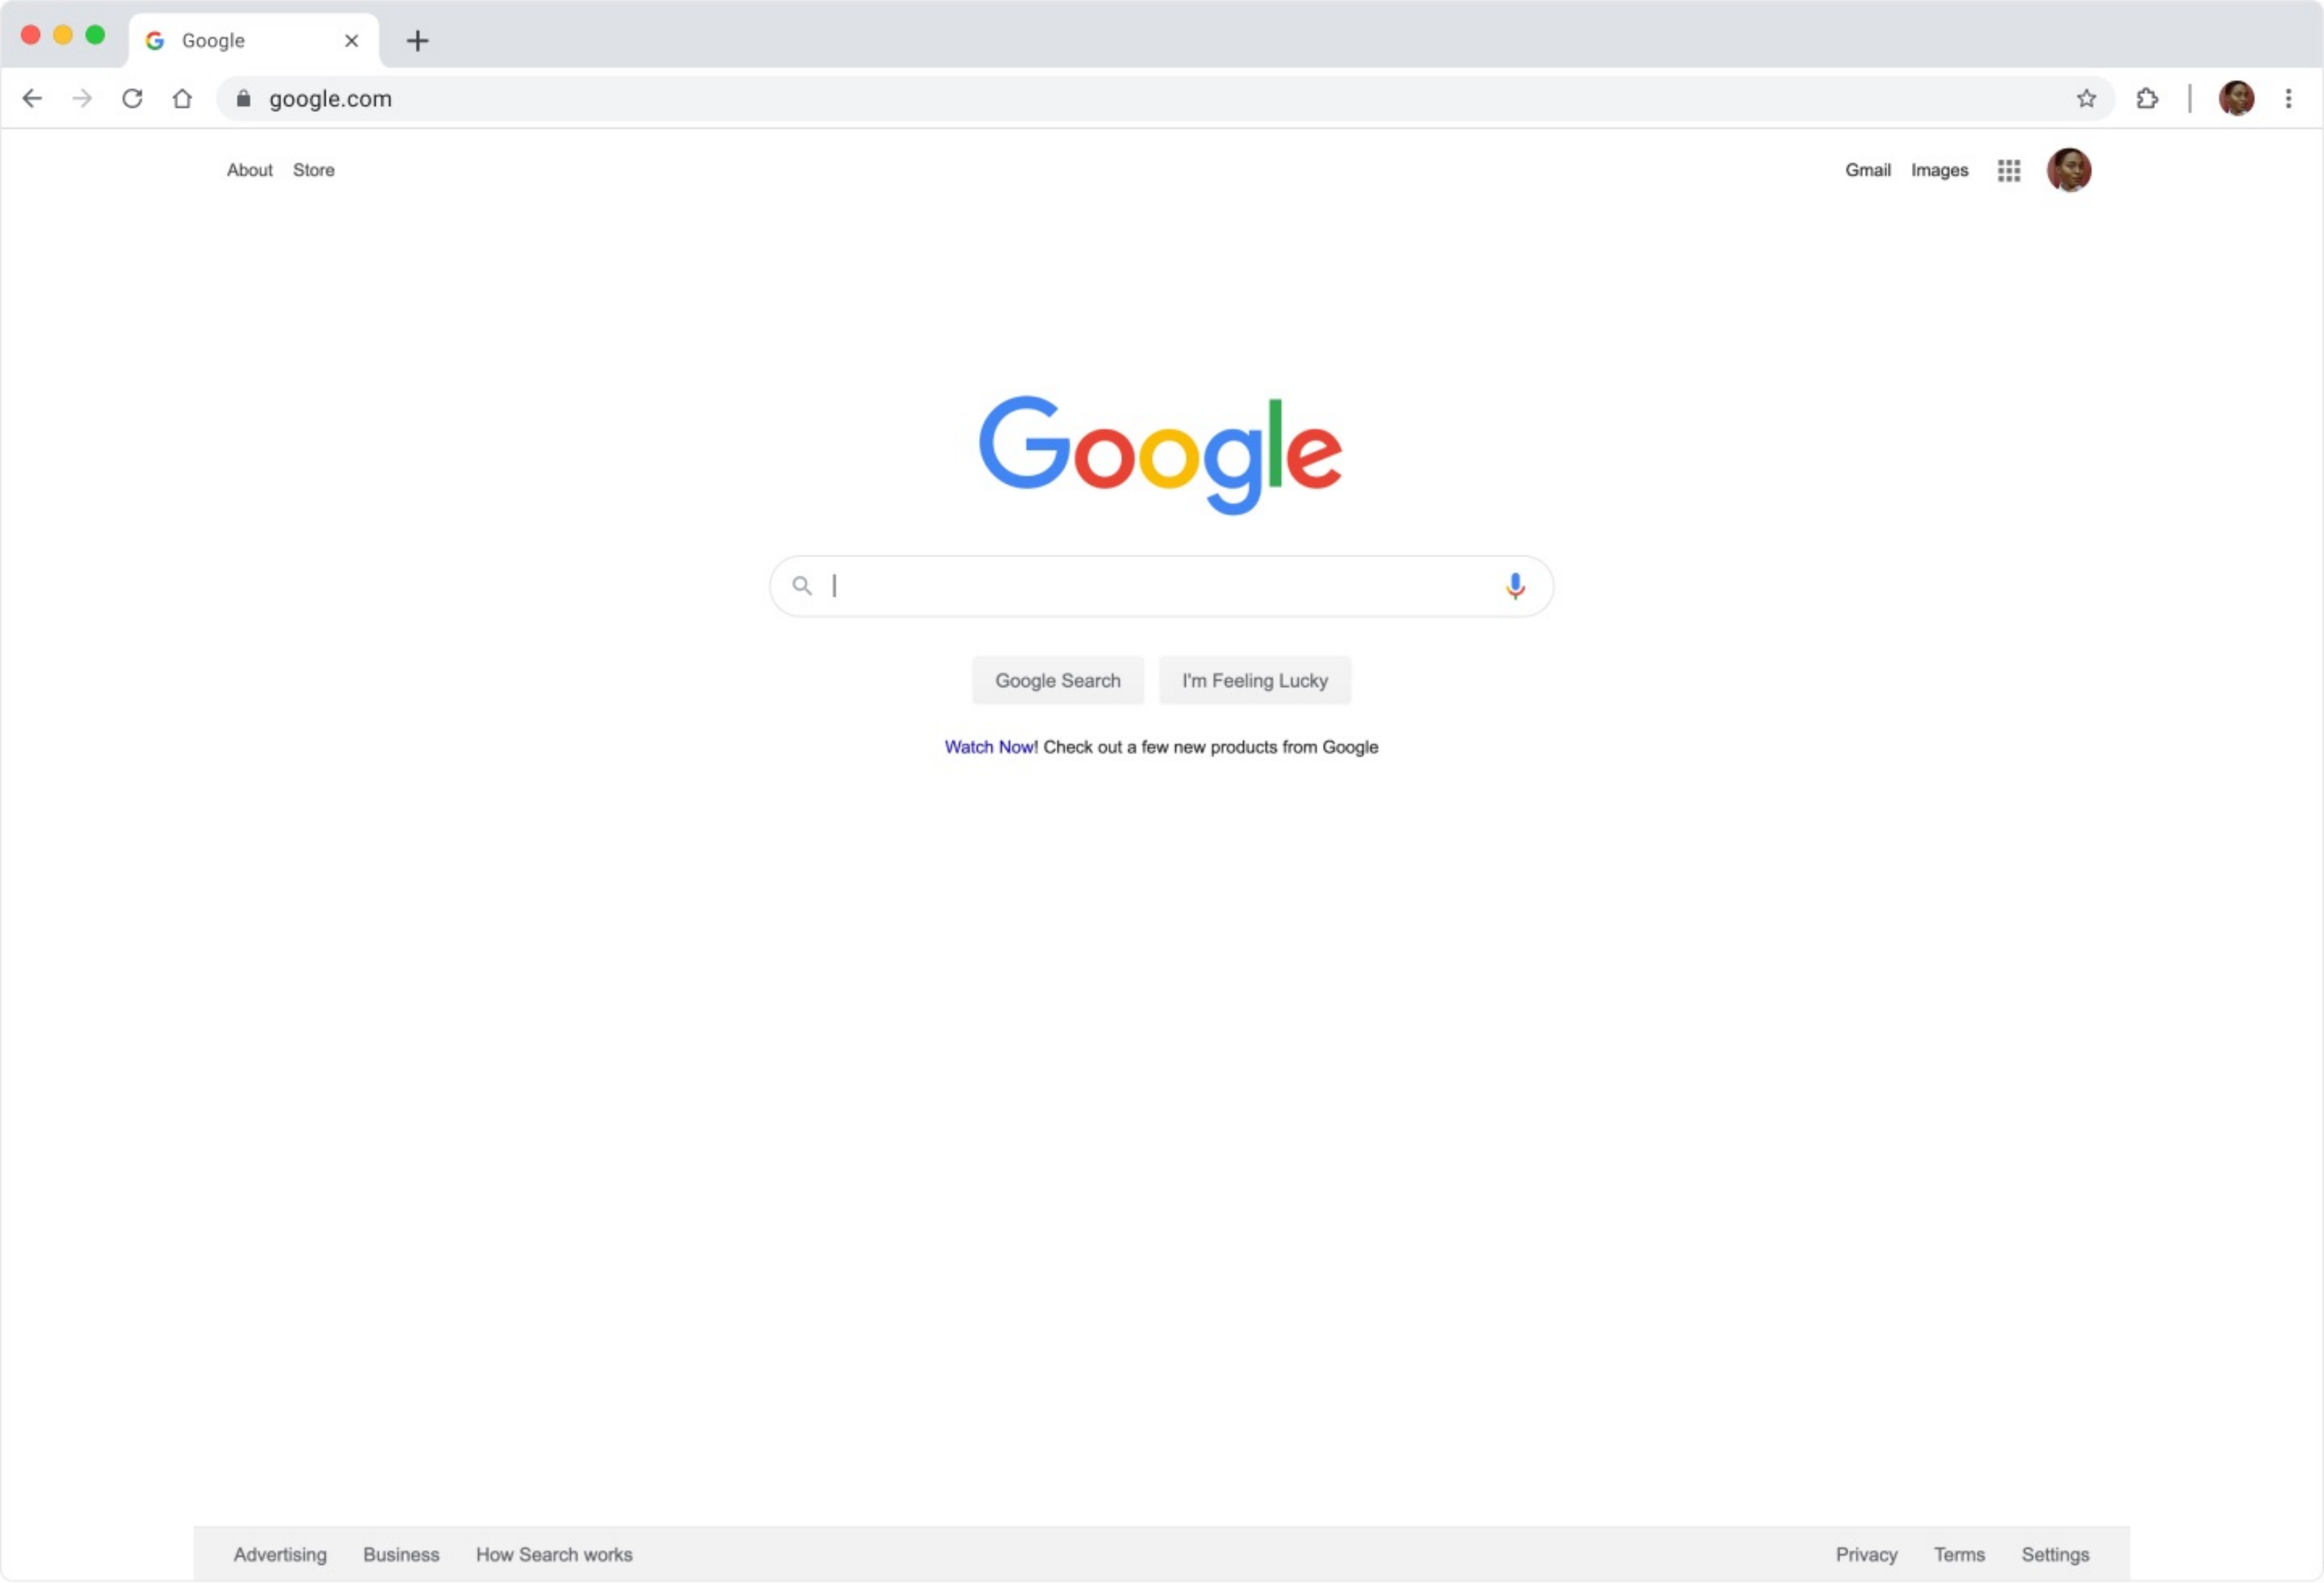 Google
google.com
About Store
Gmail Images
Google
Google Search
I'm Feeling Lucky
Watch Now! Check out a few new products from Google
Advertising Business How Search works
Privacy Terms Settings